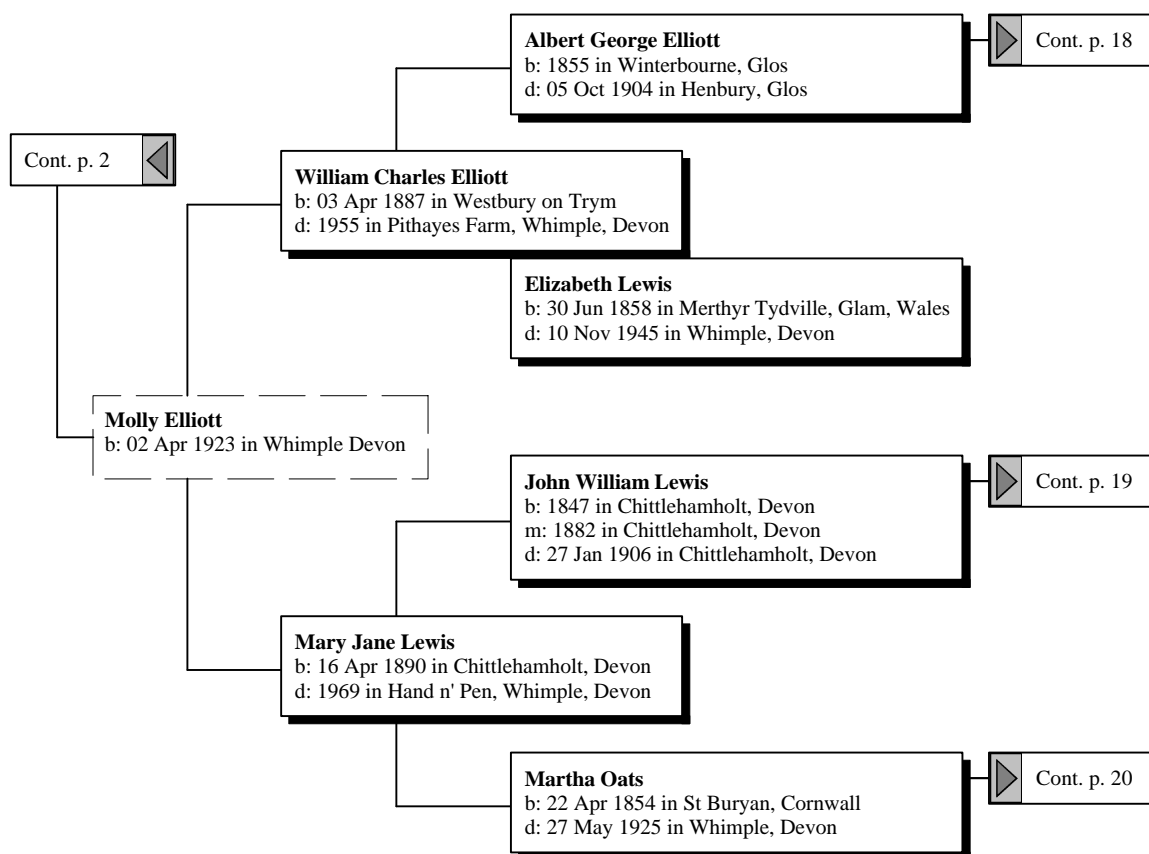 Albert George Elliott
b: 1855 in Winterbourne, Glos
d: 05 Oct 1904 in Henbury, Glos
Cont. p. 18
Cont. p. 2
William Charles Elliott
b: 03 Apr 1887 in Westbury on Trym
d: 1955 in Pithayes Farm, Whimple, Devon
Elizabeth Lewis
b: 30 Jun 1858 in Merthyr Tydville, Glam, Wales
d: 10 Nov 1945 in Whimple, Devon
Molly Elliott
b: 02 Apr 1923 in Whimple Devon
John William Lewis
b: 1847 in Chittlehamholt, Devon
m: 1882 in Chittlehamholt, Devon
d: 27 Jan 1906 in Chittlehamholt, Devon
Cont. p. 19
Mary Jane Lewis
b: 16 Apr 1890 in Chittlehamholt, Devon
d: 1969 in Hand n' Pen, Whimple, Devon
Martha Oats
b: 22 Apr 1854 in St Buryan, Cornwall
d: 27 May 1925 in Whimple, Devon
Cont. p. 20